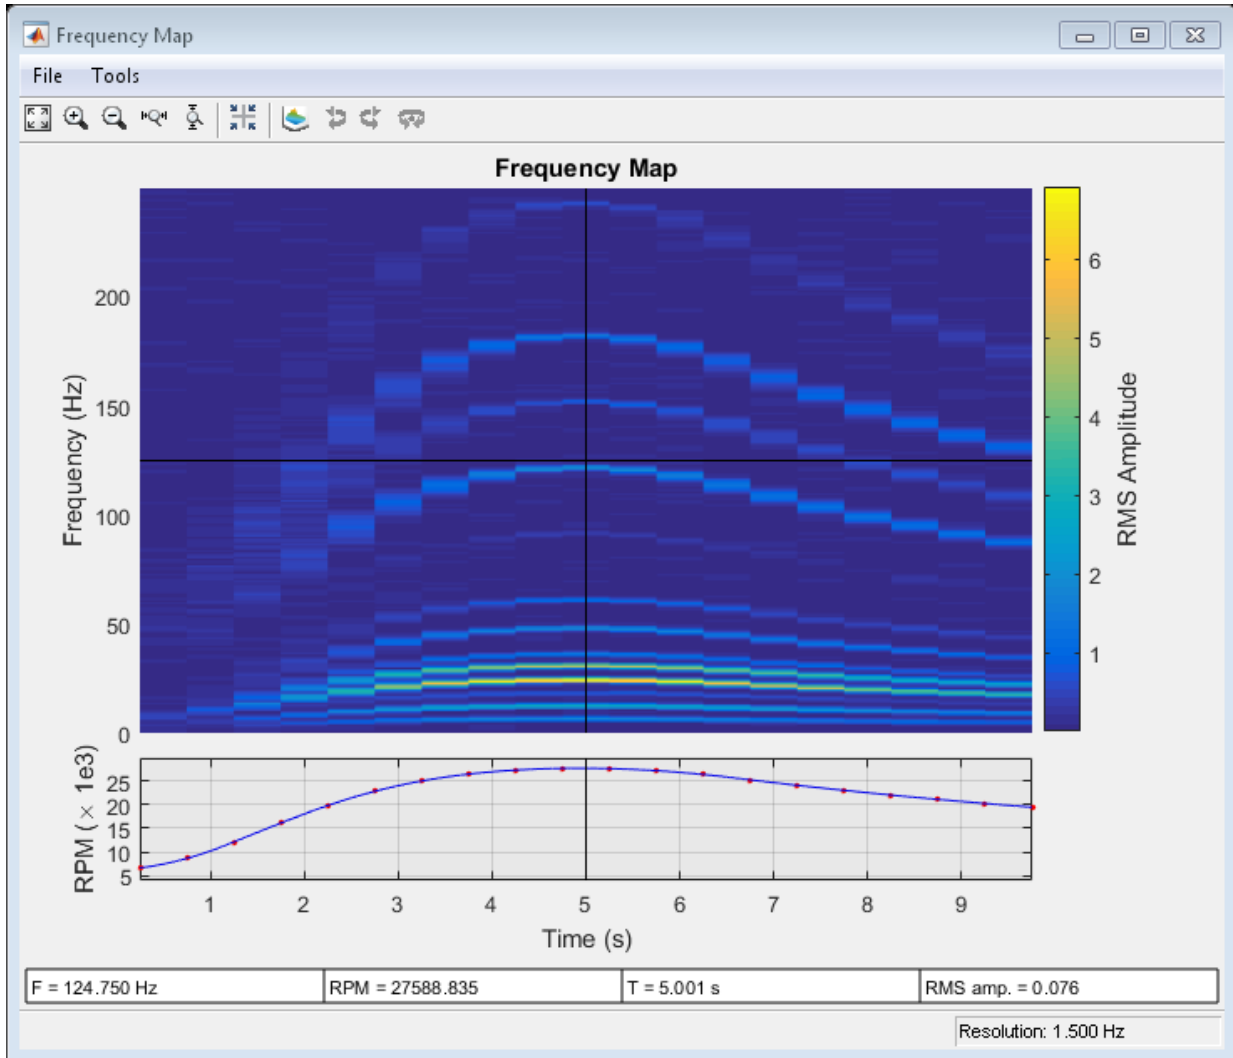 Frequency Map
File Tools
Frequency Map
Frequency (Hz)
200
150
100
50
0
6
5
4
3
2
1
RMS Amplitude
RPM (× 1e3)
25
20
15
10
5
1 2 3 4 5 6 7 8 9
Time (s)
F = 124.750 Hz RPM = 27588.835 T = 5.001 s RMS amp. = 0.076
Resolution: 1.500 Hz